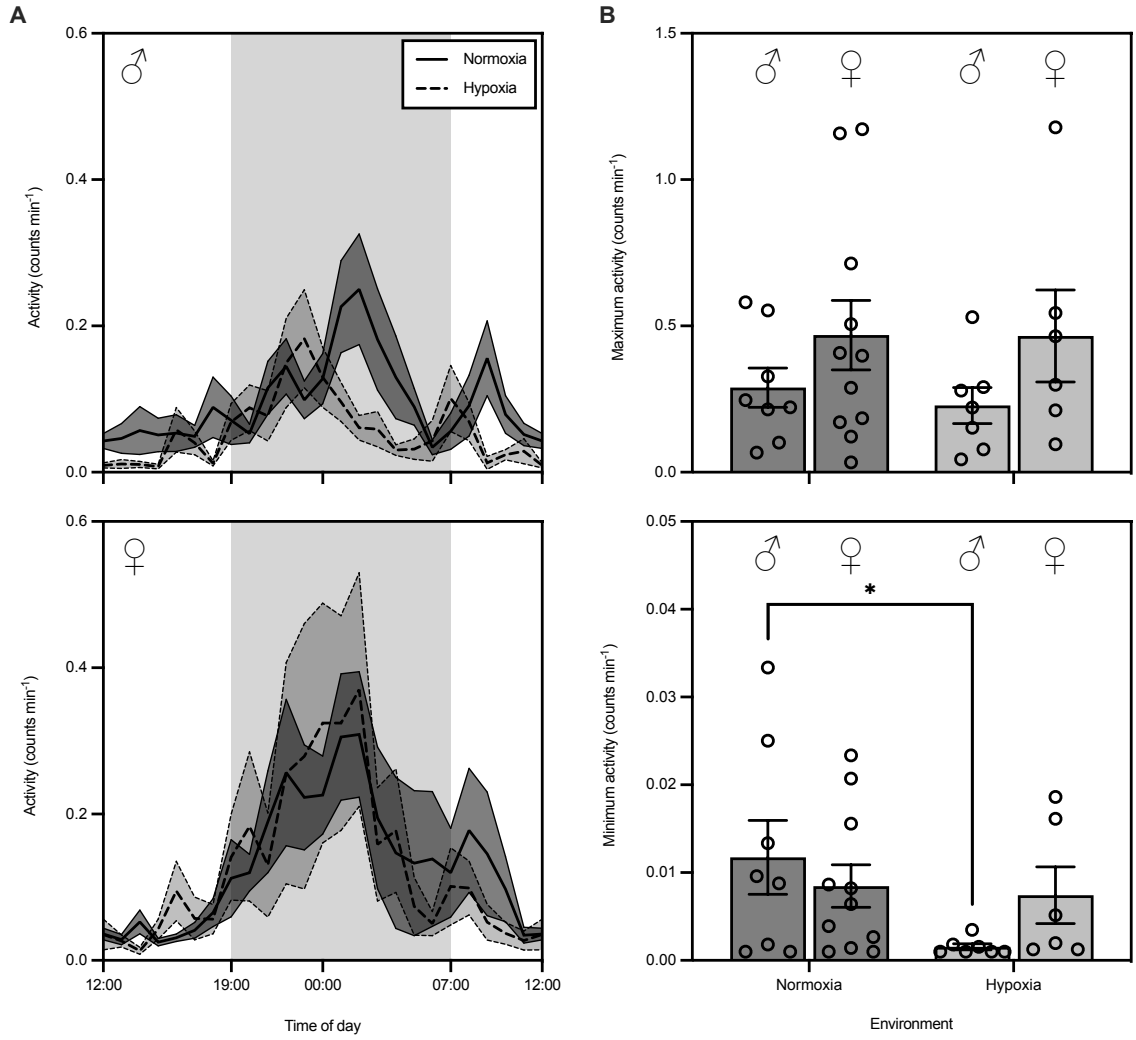 A
0.6
♂
Normoxia
Hypoxia
0.4
0.2
0.0
Activity (counts min⁻¹)
0.6
♀
0.4
0.2
0.0
Activity (counts min⁻¹)
12:00 19:00 00:00 07:00 12:00
Time of day
B
1.5
♂ ♀ ♂ ♀
1.0
0.5
0.0
Maximum activity (counts min⁻¹)
0.05
♂ ♀ ♂ ♀
*
0.04
0.03
0.02
0.01
0.00
Minimum activity (counts min⁻¹)
Normoxia Hypoxia
Environment